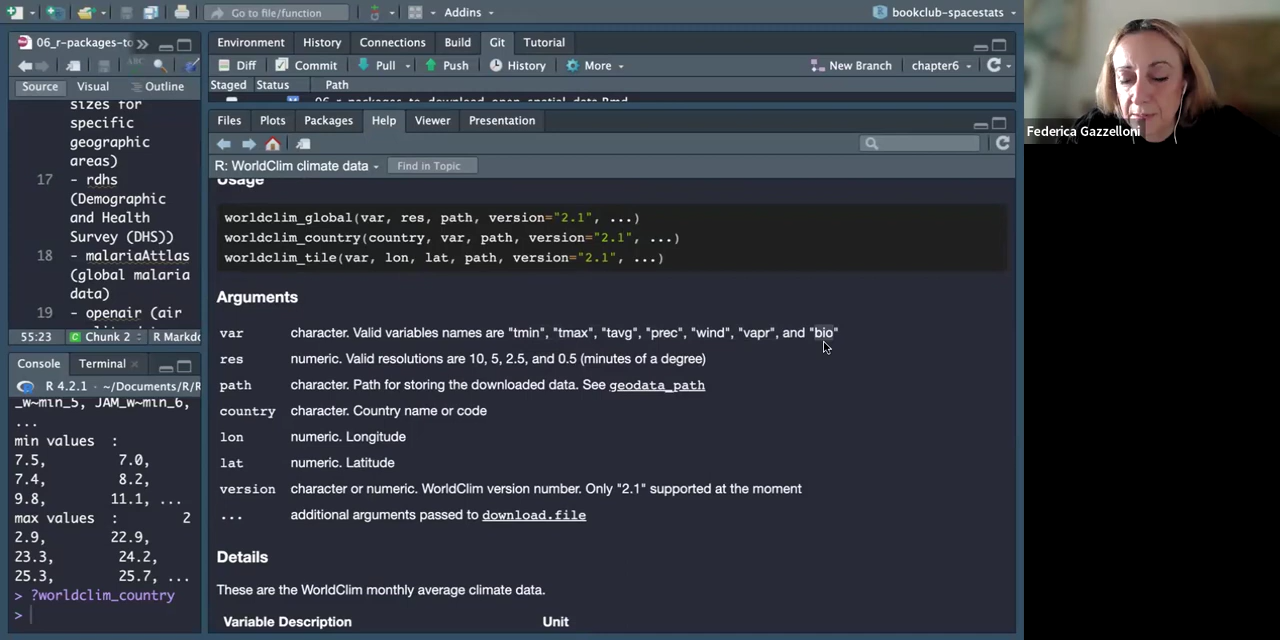 Go to file/function
Addins
bookclub-spacestats
06_r-packages-to
Source
Visual
Outline
sizes for
specific
geographic
areas)
17
- rdhs
(Demographic
and Health
Survey (DHS))
18
- malariaAttlas
(global malaria
data)
19
- openair (air
55:23
Chunk 2
R Markdo
Console
Terminal
R 4.2.1 · ~/Documents/R/R
_w~min_5, JAM_w~min_6,
...
min values  :
7.5,         7.0,
7.4,         8.2,
9.8,        11.1, ...
max values  :        2
2.9,        22.9,
23.3,        24.2,
25.3,        25.7, ...
> ?worldclim_country
>
Environment
History
Connections
Build
Git
Tutorial
Diff
Commit
Pull
Push
History
More
New Branch
chapter6
Staged
Status
Path
06_r-packages_to_download_open_spatial_data.Rmd
Files
Plots
Packages
Help
Viewer
Presentation
R: WorldClim climate data
Find in Topic
Usage
worldclim_global(var, res, path, version="2.1", ...)
worldclim_country(country, var, path, version="2.1", ...)
worldclim_tile(var, lon, lat, path, version="2.1", ...)
Arguments
var character. Valid variables names are "tmin", "tmax", "tavg", "prec", "wind", "vapr", and "bio"
res numeric. Valid resolutions are 10, 5, 2.5, and 0.5 (minutes of a degree)
path character. Path for storing the downloaded data. See geodata_path
country character. Country name or code
lon numeric. Longitude
lat numeric. Latitude
version character or numeric. WorldClim version number. Only "2.1" supported at the moment
... additional arguments passed to download.file
Details
These are the WorldClim monthly average climate data.
Variable Description Unit
Federica Gazzelloni